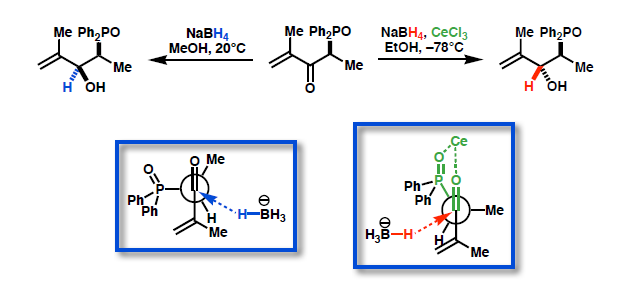 Me Ph₂PO
Me
H OH
NaBH₄
MeOH, 20°C
Me Ph₂PO
Me
O
NaBH₄, CeCl₃
EtOH, –78°C
Me Ph₂PO
Me
H OH
O
O Me
P
Ph
Ph
H
H BH₃
⊖
Me
Ce
O
P O
Ph
Ph
Me
⊖
H₃B H
H
Me